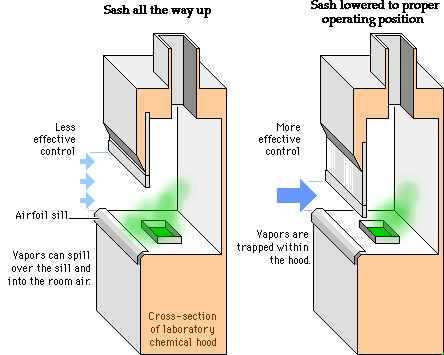 Sash all the way up
Less
effective
control
Airfoil sill
Vapors can spill
over the sill and
into the room air.
Cross-section
of laboratory
chemical hood
Sash lowered to proper
operating position
More
effective
control
Vapors are
trapped within
the hood.